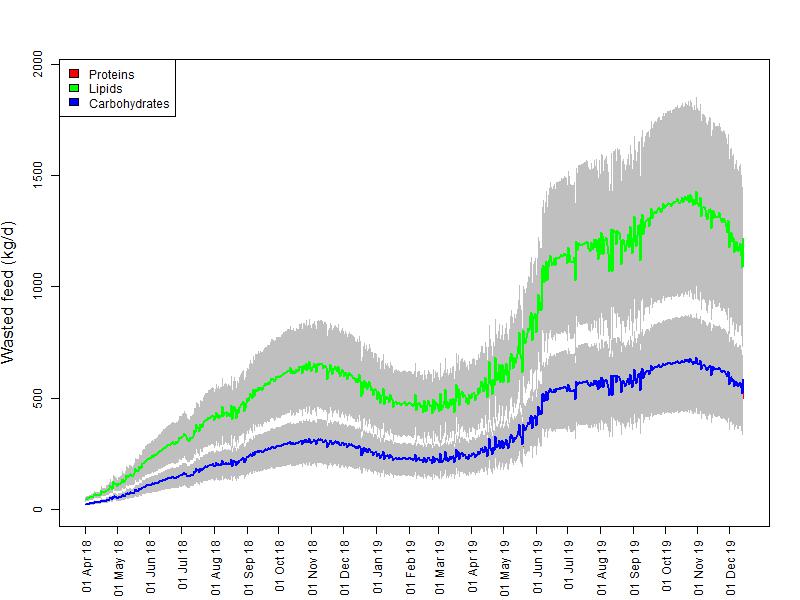 Proteins
Lipids
Carbohydrates
Wasted feed (kg/d)
2000
1500
1000
500
0
01 Apr 18
01 May 18
01 Jun 18
01 Jul 18
01 Aug 18
01 Sep 18
01 Oct 18
01 Nov 18
01 Dec 18
01 Jan 19
01 Feb 19
01 Mar 19
01 Apr 19
01 May 19
01 Jun 19
01 Jul 19
01 Aug 19
01 Sep 19
01 Oct 19
01 Nov 19
01 Dec 19